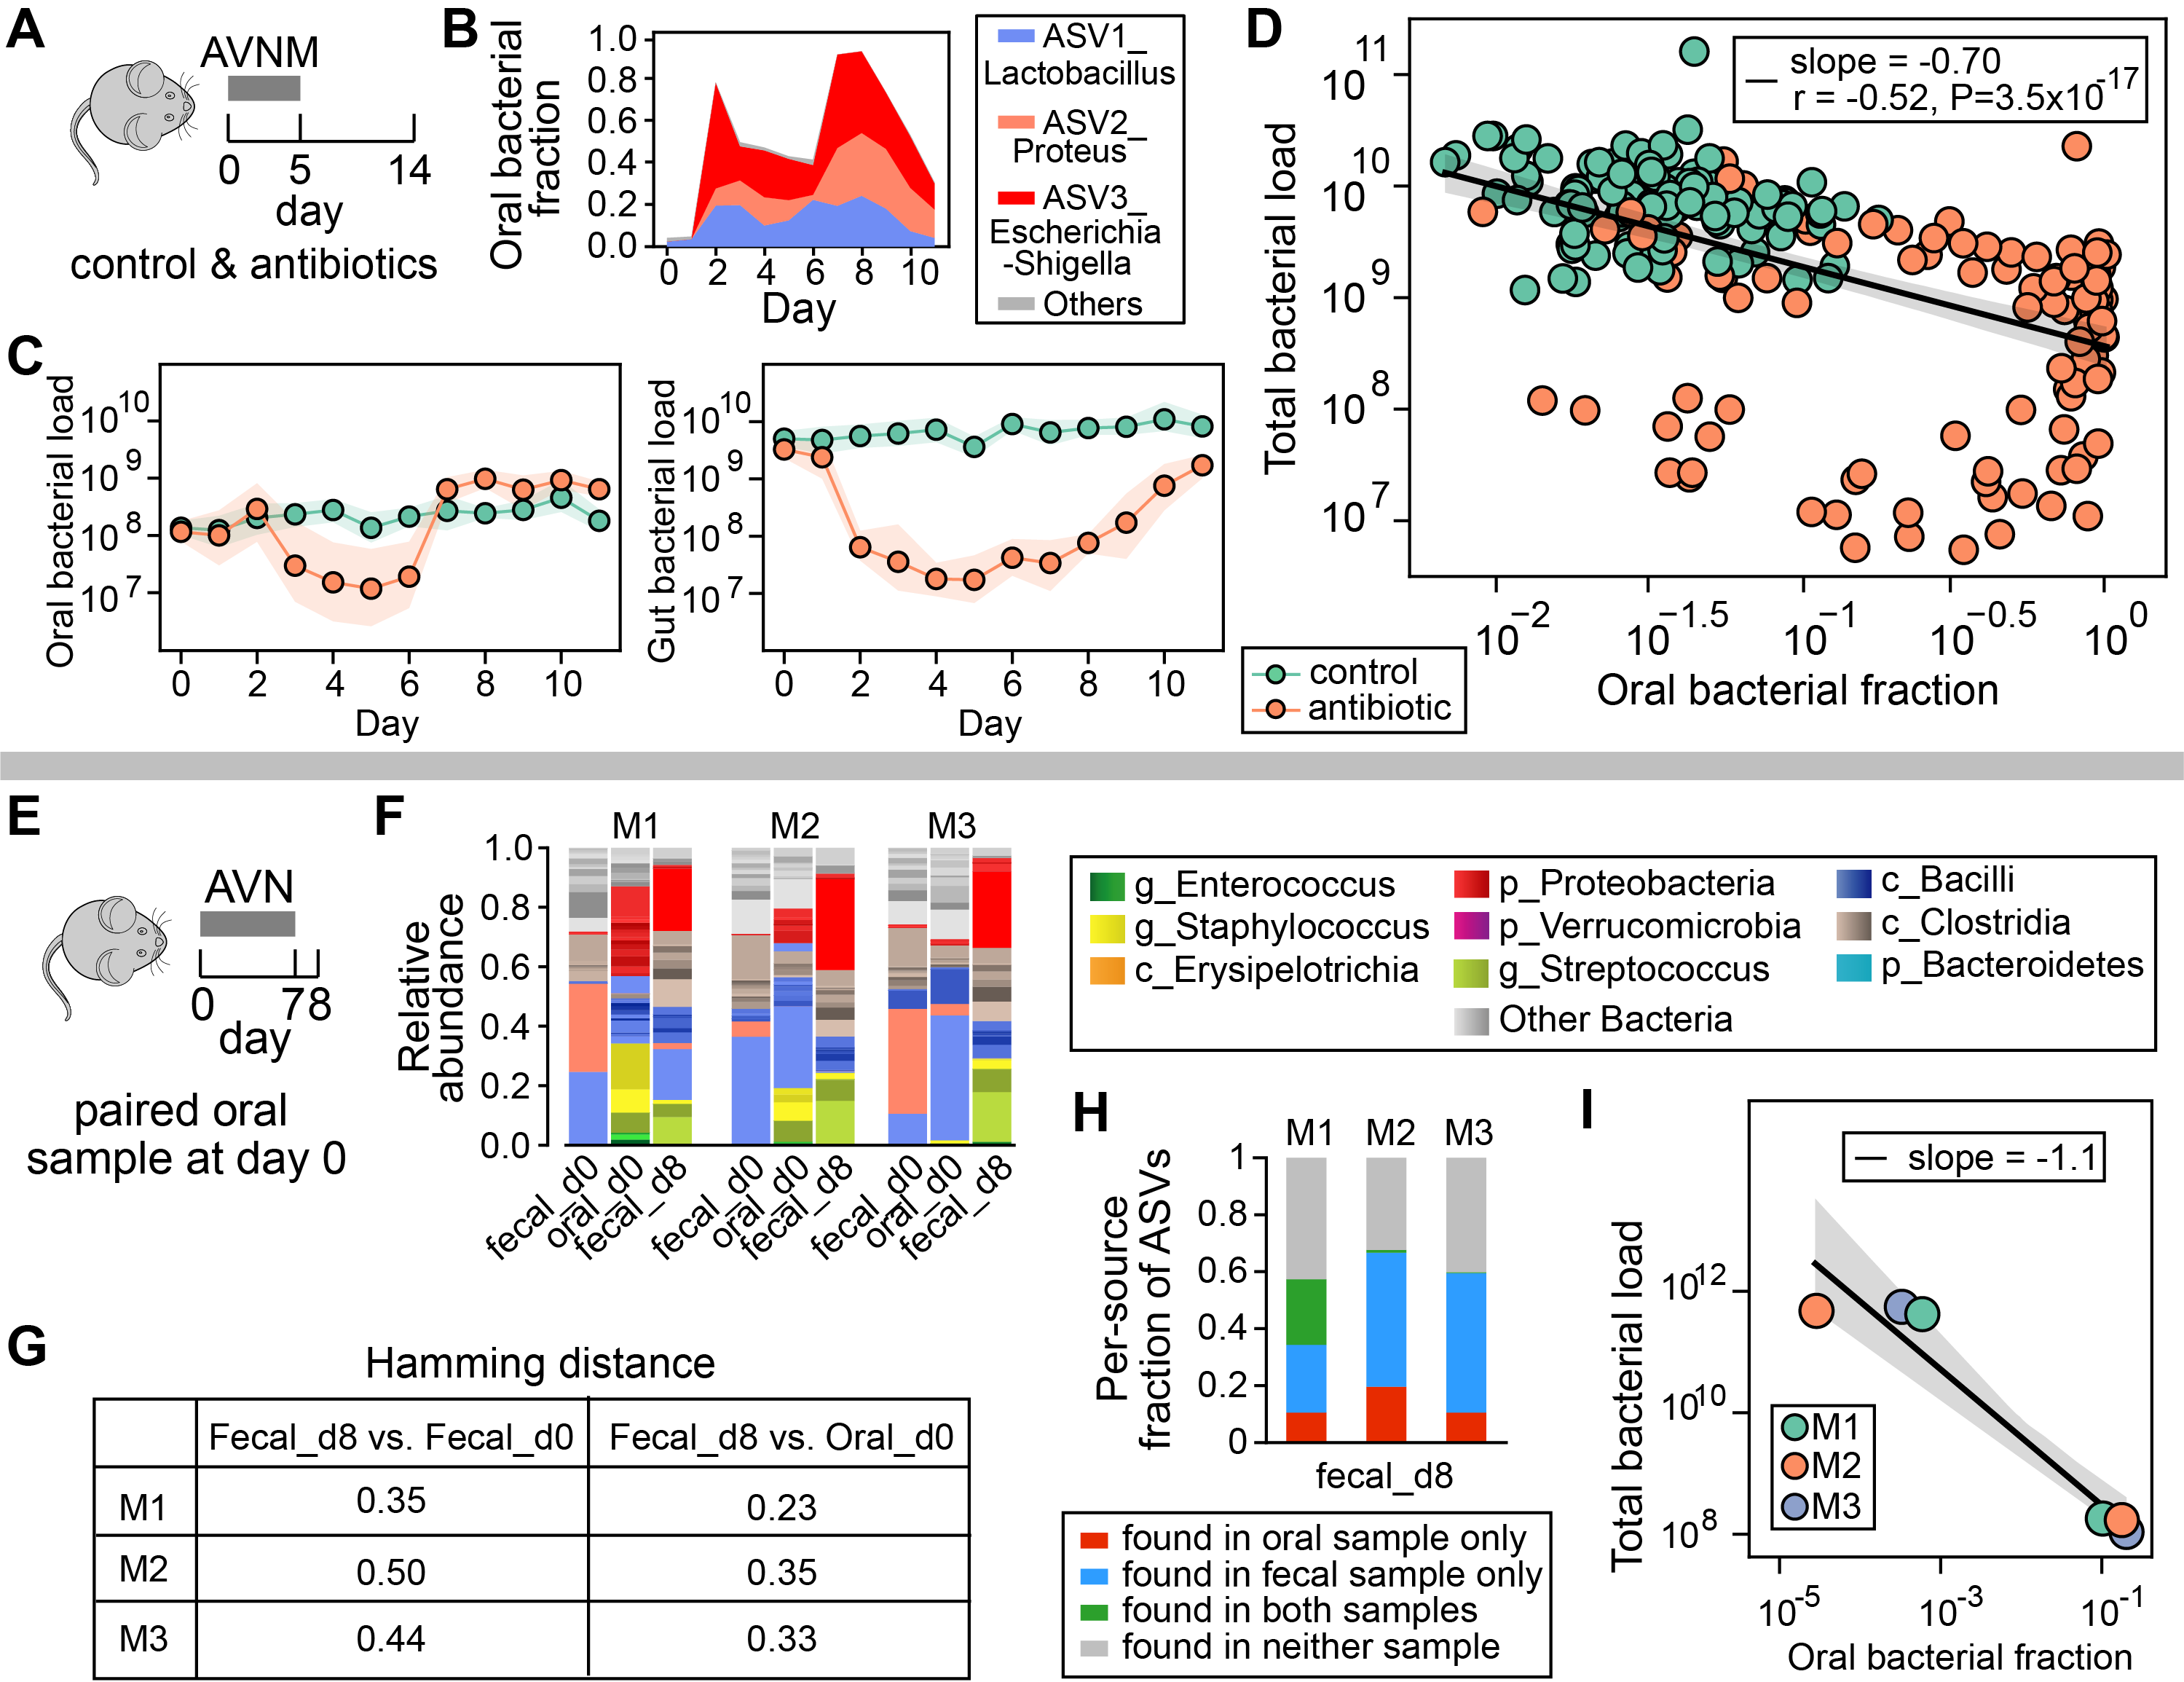 A
AVNM
0 5 14
day
control & antibiotics
B
Oral bacterial
fraction
1.0
0.8
0.6
0.4
0.2
0.0
0 2 4 6 8 10
Day
ASV1_
Lactobacillus
ASV2_
Proteus
ASV3_
Escherichia
-Shigella
Others
C
Oral bacterial load
10^10
10^9
10^8
10^7
0 2 4 6 8 10
Day
Gut bacterial load
10^10
10^9
10^8
10^7
0 2 4 6 8 10
Day
control
antibiotic
D
Total bacterial load
10^11
10^10
10^9
10^8
10^7
slope = -0.70
r = -0.52, P=3.5x10^-17
10^−2 10^−1.5 10^−1 10^−0.5 10^0
Oral bacterial fraction
E
AVN
0 78
day
paired oral
sample at day 0
F
M1 M2 M3
Relative
abundance
1.0
0.8
0.6
0.4
0.2
0.0
fecal_d0
oral_d0
fecal_d8
fecal_d0
oral_d0
fecal_d8
fecal_d0
oral_d0
fecal_d8
g_Enterococcus
g_Staphylococcus
c_Erysipelotrichia
p_Proteobacteria
p_Verrucomicrobia
g_Streptococcus
Other Bacteria
c_Bacilli
c_Clostridia
p_Bacteroidetes
G
Hamming distance
Fecal_d8 vs. Fecal_d0 Fecal_d8 vs. Oral_d0
M1 0.35 0.23
M2 0.50 0.35
M3 0.44 0.33
H
M1 M2 M3
Per-source
fraction of ASVs
1
0.8
0.6
0.4
0.2
0
fecal_d8
found in oral sample only
found in fecal sample only
found in both samples
found in neither sample
I
slope = -1.1
Total bacterial load
10^12
10^10
10^8
M1
M2
M3
10^-5 10^-3 10^-1
Oral bacterial fraction